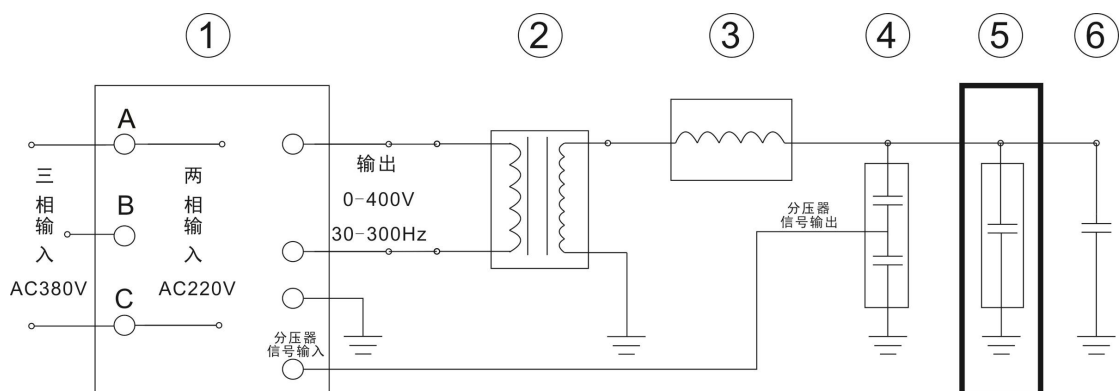 ① ② ③ ④ ⑤ ⑥
A
B
C
三相输入
AC380V
两相输入
AC220V
输出
0-400V
30-300Hz
分压器
信号输出
分压器
信号输入